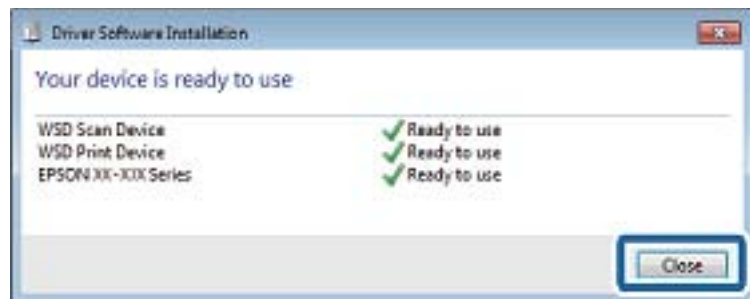 Driver Software Installation
Your device is ready to use
WSD Scan Device Ready to use
WSD Print Device Ready to use
EPSON XX-XXX Series Ready to use
Close